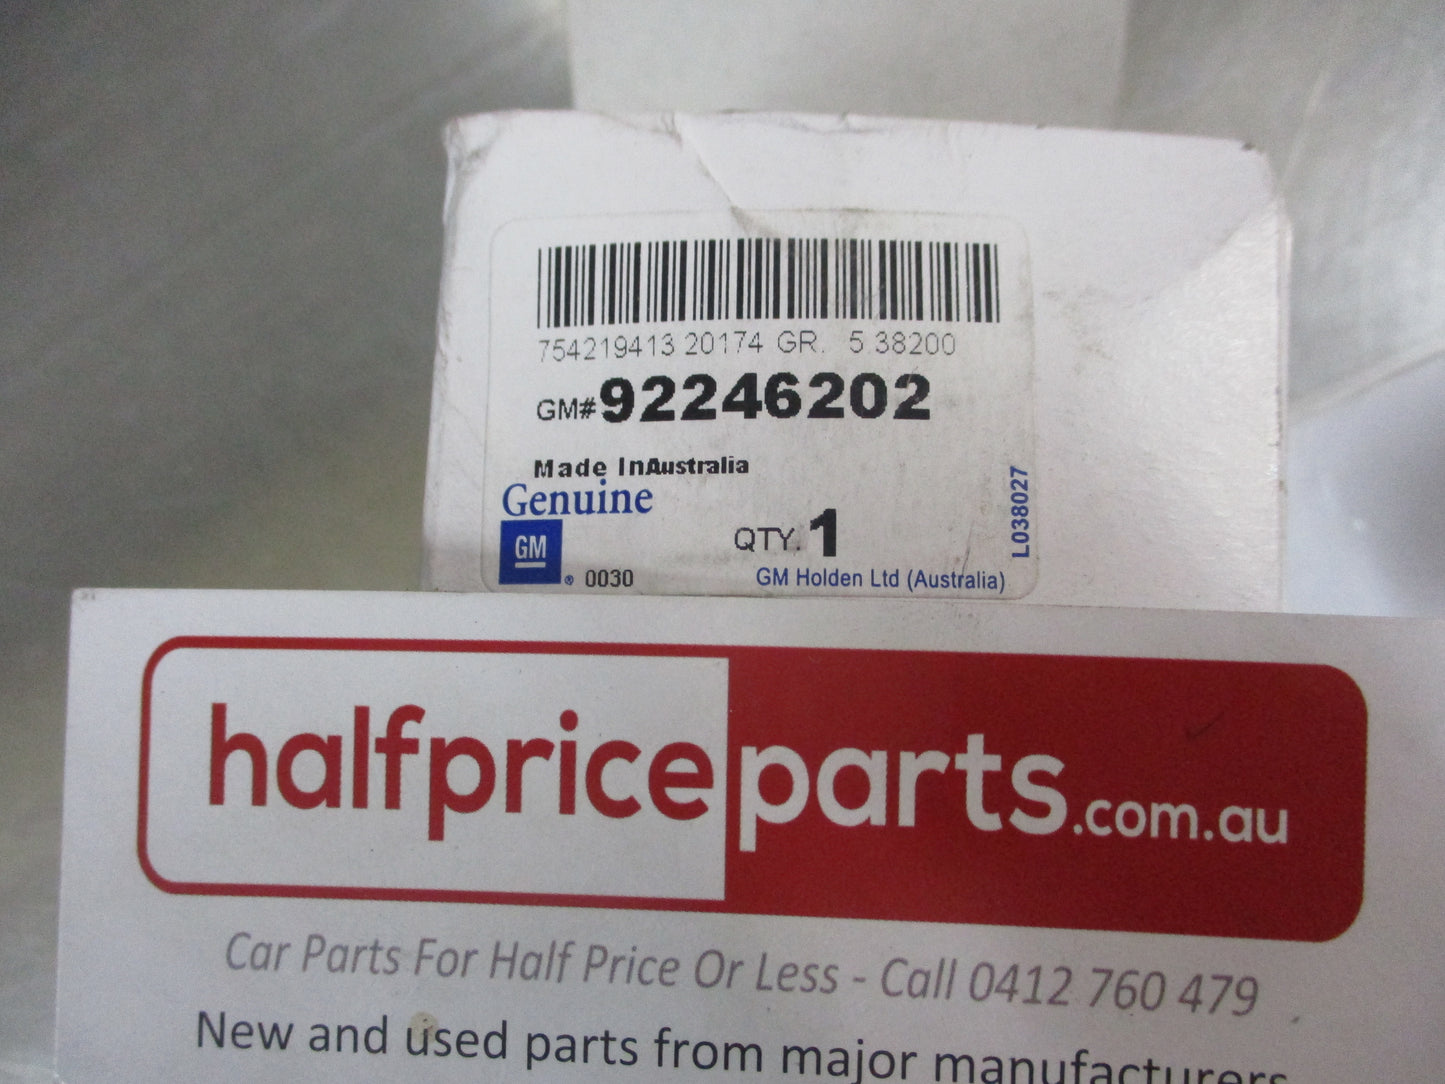 754219413 20174 GR. 5.38200
GM#92246202
Made InAustralia
Genuine
GM
® 0030
QTY. 1
GM Holden Ltd (Australia)
L038027
halfpriceparts.com.au
Car Parts For Half Price Or Less - Call 0412 760 479
New and used parts from major manufacturers